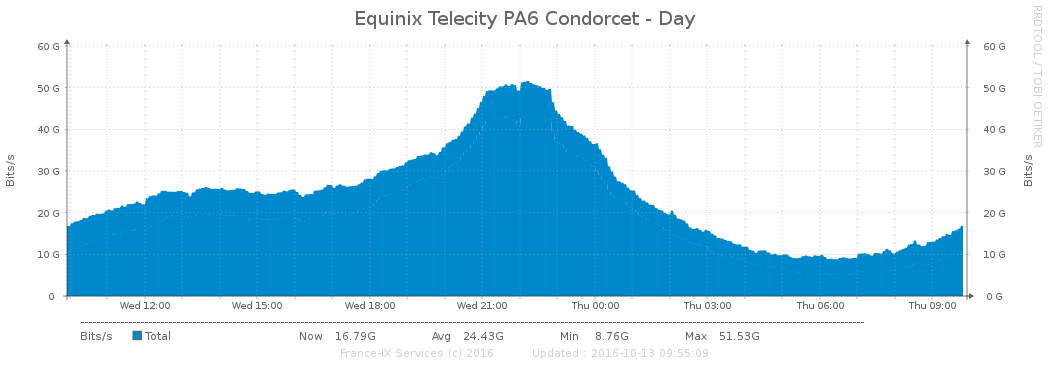 Equinix Telecity PA6 Condorcet - Day
RRDTOOL / TOBI OETIKER
60 G 60 G
50 G 50 G
40 G 40 G
30 G 30 G
20 G 20 G
10 G 10 G
0 0 G
Bits/s
Bits/s
Wed 12:00 Wed 15:00 Wed 18:00 Wed 21:00 Thu 00:00 Thu 03:00 Thu 06:00 Thu 09:00
Bits/s Total Now 16.79G Avg 24.43G Min 8.76G Max 51.53G
France-IX Services (c) 2016 Updated : 2016-10-13 09:55:09